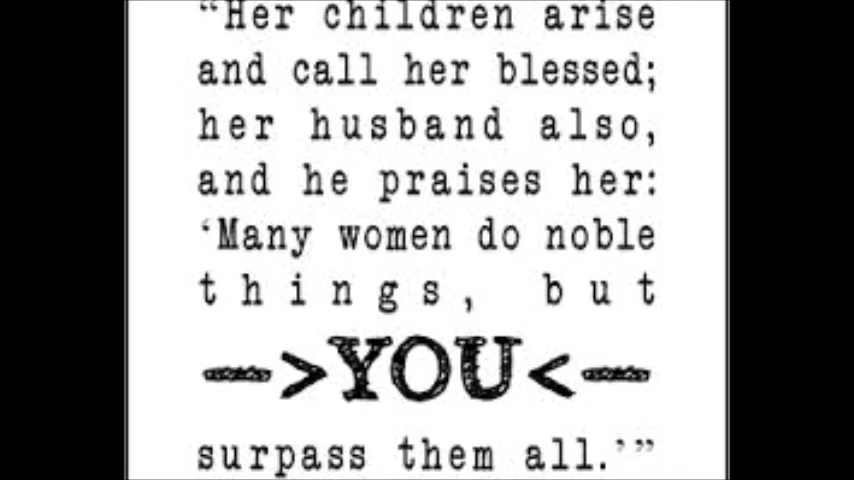 “Her children arise
and call her blessed;
her husband also,
and he praises her:
‘Many women do noble
things, but
—>YOU<—
surpass them all.’”